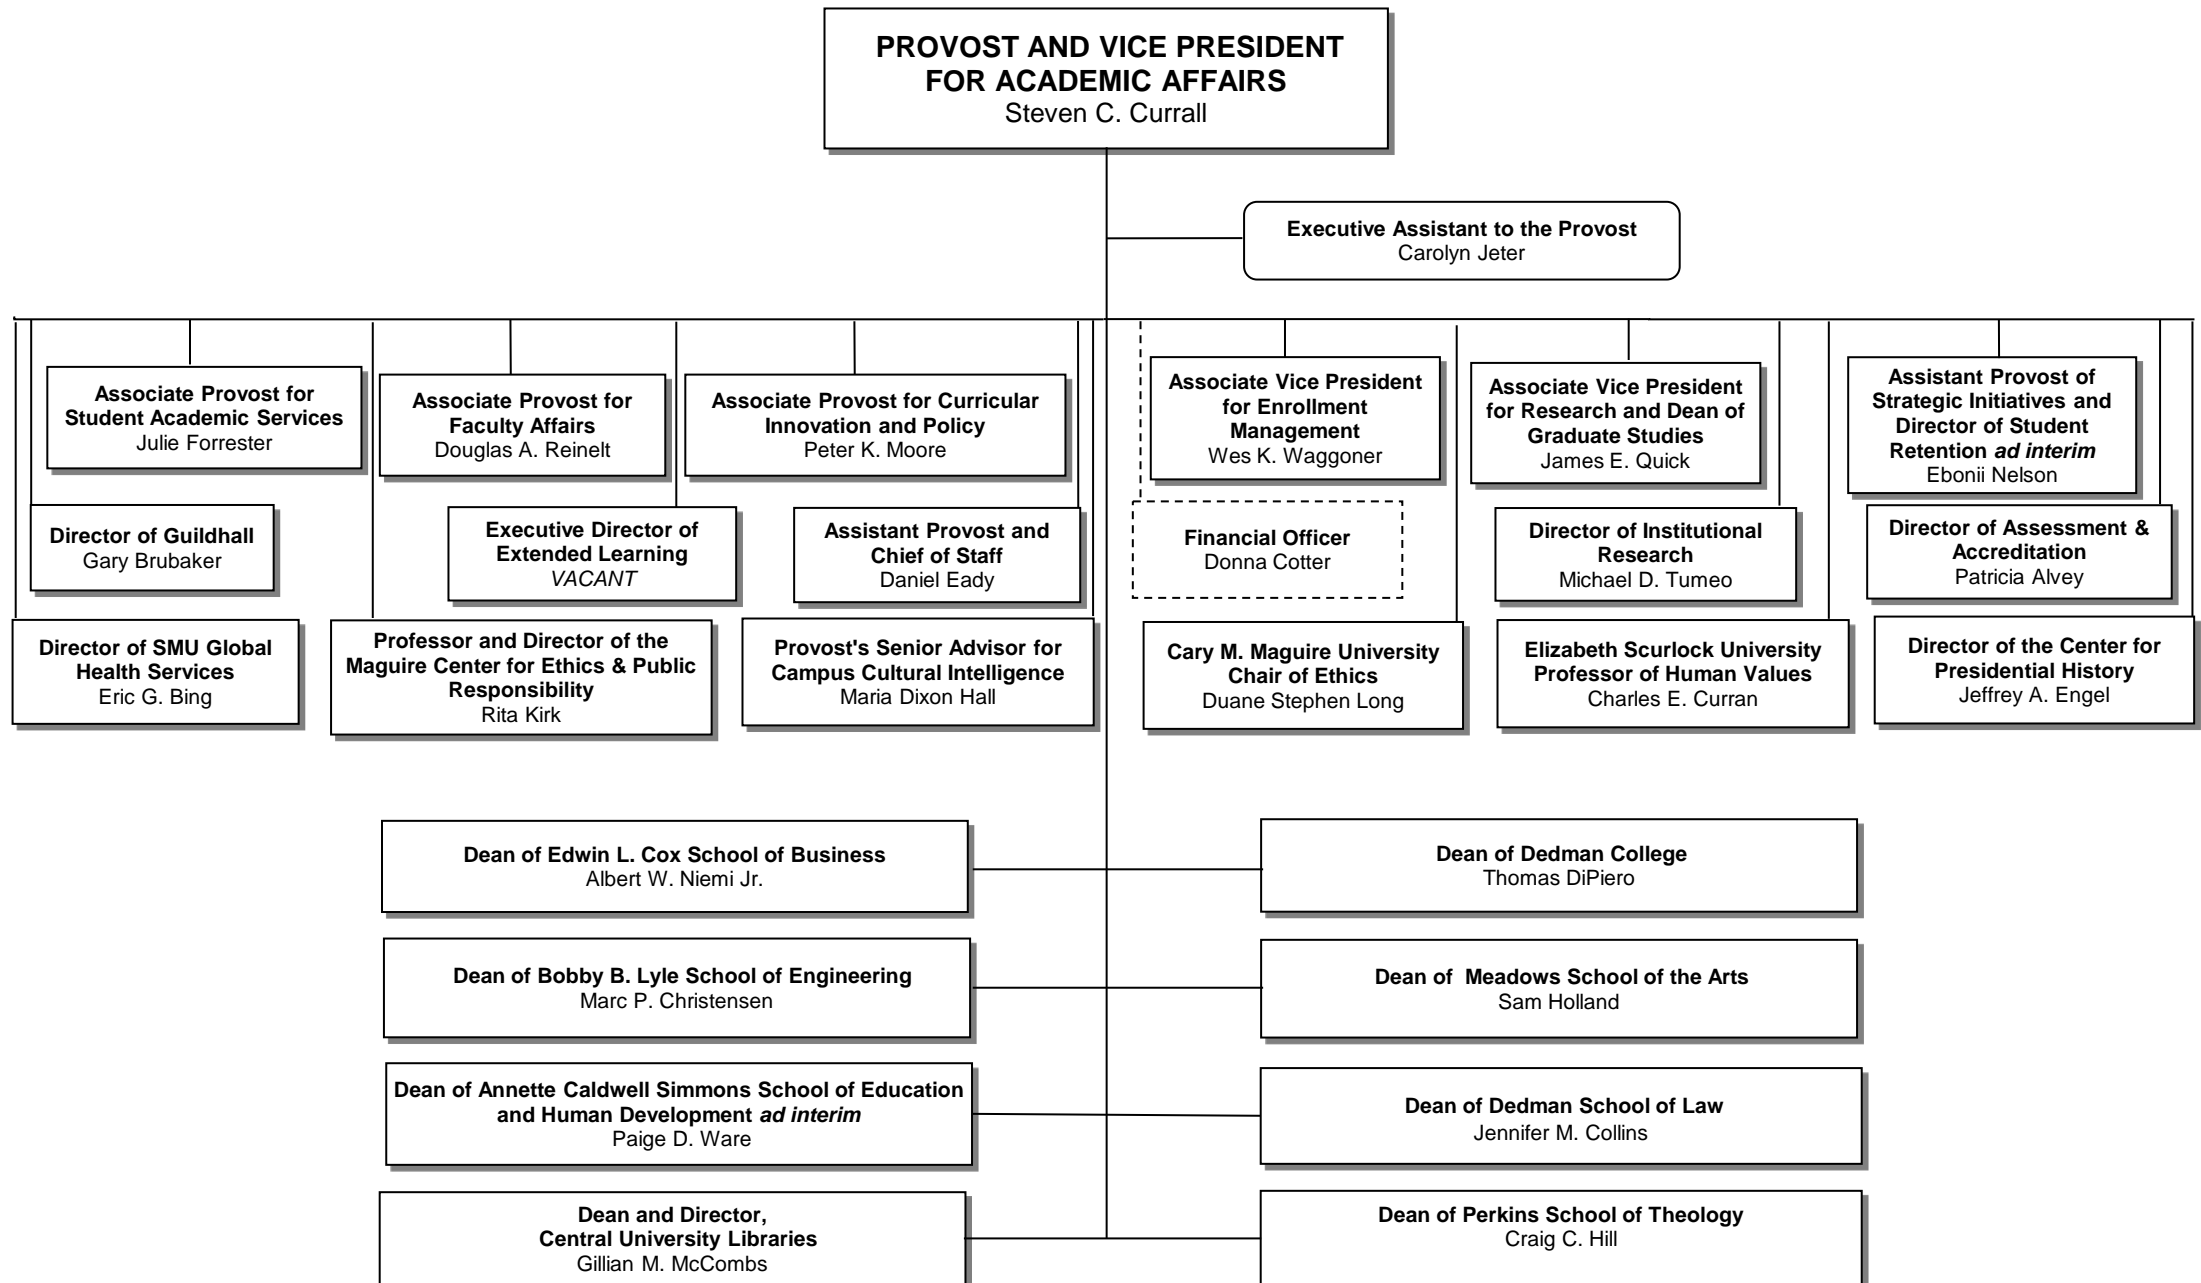 PROVOST AND VICE PRESIDENT
FOR ACADEMIC AFFAIRS
Steven C. Currall
Executive Assistant to the Provost
Carolyn Jeter
Associate Provost for
Student Academic Services
Julie Forrester
Associate Provost for
Faculty Affairs
Douglas A. Reinelt
Associate Provost for Curricular
Innovation and Policy
Peter K. Moore
Associate Vice President
for Enrollment
Management
Wes K. Waggoner
Associate Vice President
for Research and Dean of
Graduate Studies
James E. Quick
Assistant Provost of
Strategic Initiatives and
Director of Student
Retention ad interim
Ebonii Nelson
Director of Guildhall
Gary Brubaker
Executive Director of
Extended Learning
VACANT
Assistant Provost and
Chief of Staff
Daniel Eady
Financial Officer
Donna Cotter
Director of Institutional
Research
Michael D. Tumeo
Director of Assessment &
Accreditation
Patricia Alvey
Director of SMU Global
Health Services
Eric G. Bing
Professor and Director of the
Maguire Center for Ethics & Public
Responsibility
Rita Kirk
Provost's Senior Advisor for
Campus Cultural Intelligence
Maria Dixon Hall
Cary M. Maguire University
Chair of Ethics
Duane Stephen Long
Elizabeth Scurlock University
Professor of Human Values
Charles E. Curran
Director of the Center for
Presidential History
Jeffrey A. Engel
Dean of Edwin L. Cox School of Business
Albert W. Niemi Jr.
Dean of Dedman College
Thomas DiPiero
Dean of Bobby B. Lyle School of Engineering
Marc P. Christensen
Dean of  Meadows School of the Arts
Sam Holland
Dean of Annette Caldwell Simmons School of Education
and Human Development ad interim
Paige D. Ware
Dean of Dedman School of Law
Jennifer M. Collins
Dean and Director,
Central University Libraries
Gillian M. McCombs
Dean of Perkins School of Theology
Craig C. Hill